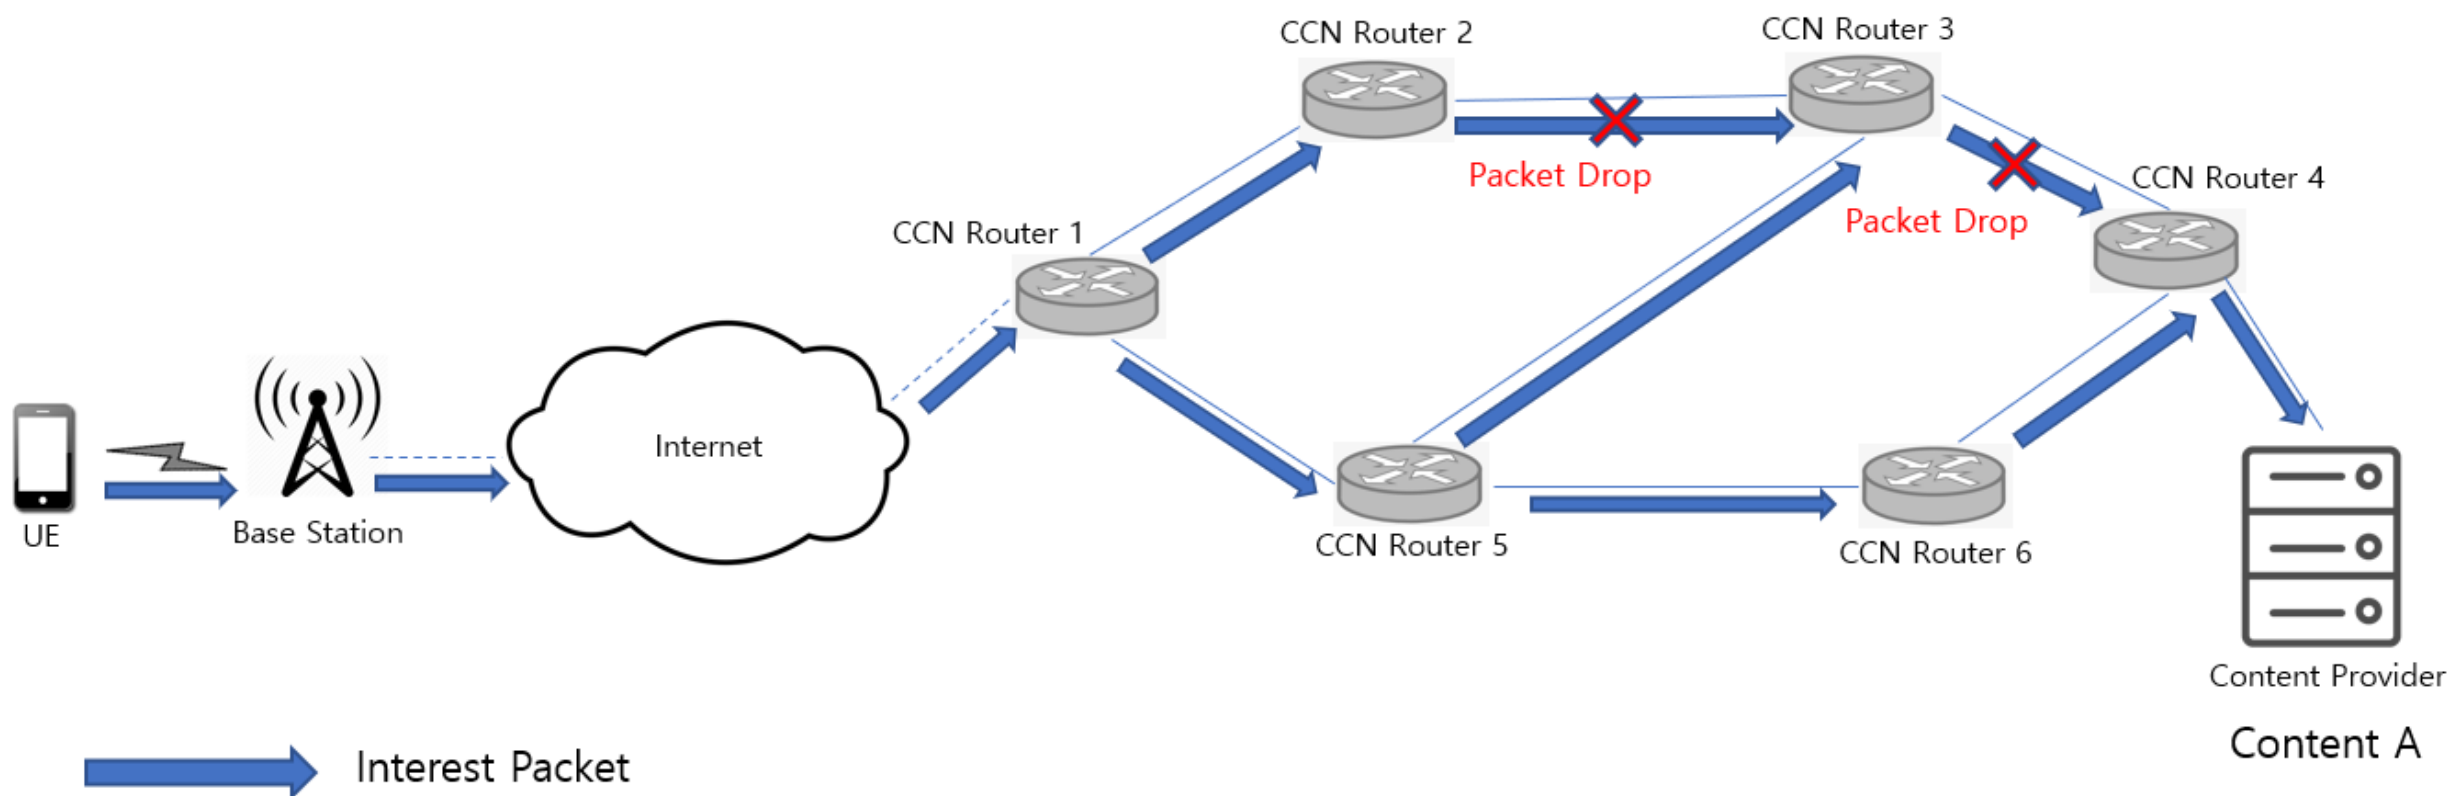 CCN Router 2
CCN Router 3
Packet Drop
CCN Router 4
Packet Drop
CCN Router 1
Internet
UE
Base Station
CCN Router 5
CCN Router 6
Content Provider
Content A
Interest Packet